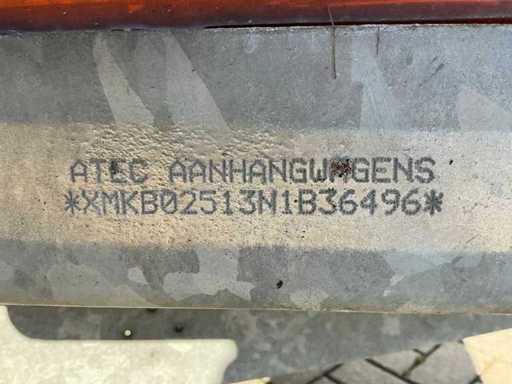 ATEC AANHANGWAGENS
*XMKB02513N1B36496*